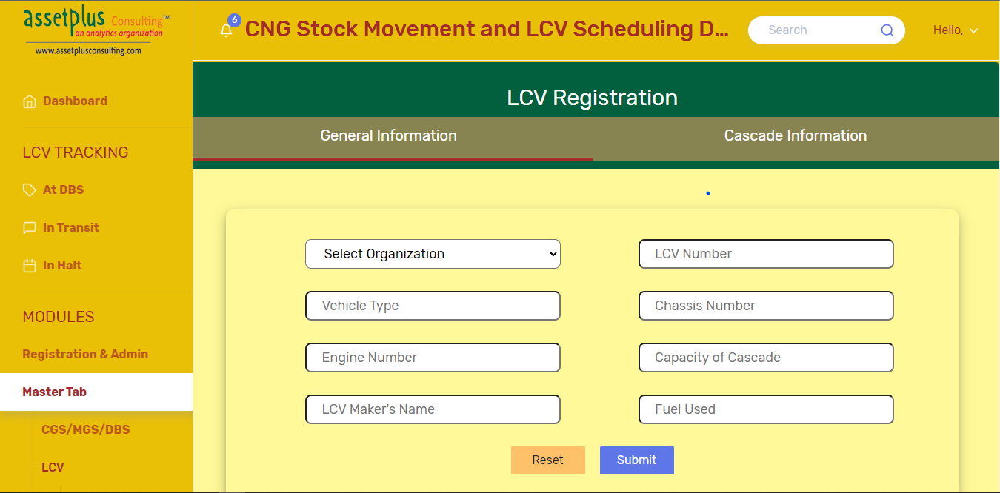 assetplus Consulting™
an analytics organization
www.assetplusconsulting.com
6
CNG Stock Movement and LCV Scheduling D...
Search
Hello,
Dashboard
LCV TRACKING
At DBS
In Transit
In Halt
MODULES
Registration & Admin
Master Tab
CGS/MGS/DBS
LCV
LCV Registration
General Information
Cascade Information
Select Organization
LCV Number
Vehicle Type
Chassis Number
Engine Number
Capacity of Cascade
LCV Maker's Name
Fuel Used
Reset
Submit